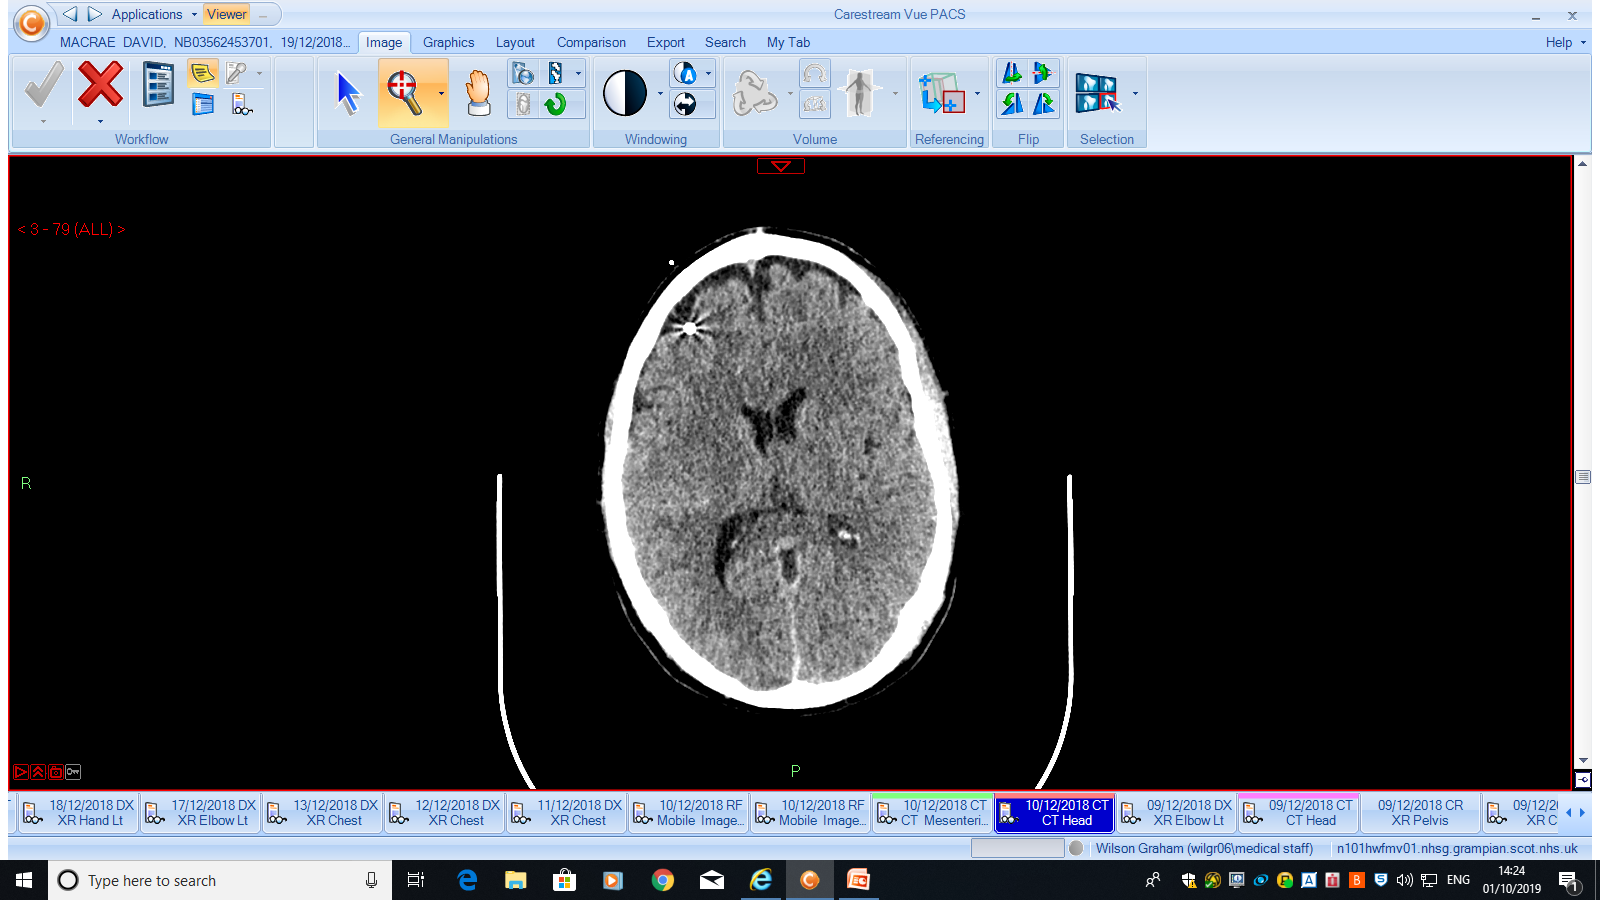 Applications Viewer Carestream Vue PACS
MACRAE DAVID, NB03562453701, 19/12/2018... Image Graphics Layout Comparison Export Search My Tab Help
Workflow General Manipulations Windowing Volume Referencing Flip Selection
< 3 - 79 (ALL) >
R
P
18/12/2018 DX 17/12/2018 DX 13/12/2018 DX 12/12/2018 DX 11/12/2018 DX 10/12/2018 RF 10/12/2018 RF 10/12/2018 CT 10/12/2018 CT 09/12/2018 DX 09/12/2018 CT 09/12/2018 CR 09/12/20
XR Hand Lt XR Elbow Lt XR Chest XR Chest XR Chest Mobile Image... Mobile Image... CT Mesenteri... CT Head XR Elbow Lt CT Head XR Pelvis XR C
Wilson Graham (wilgr06\medical staff) n101hwfmv01.nhsg.grampian.scot.nhs.uk
Type here to search ENG 14:24
01/10/2019
1